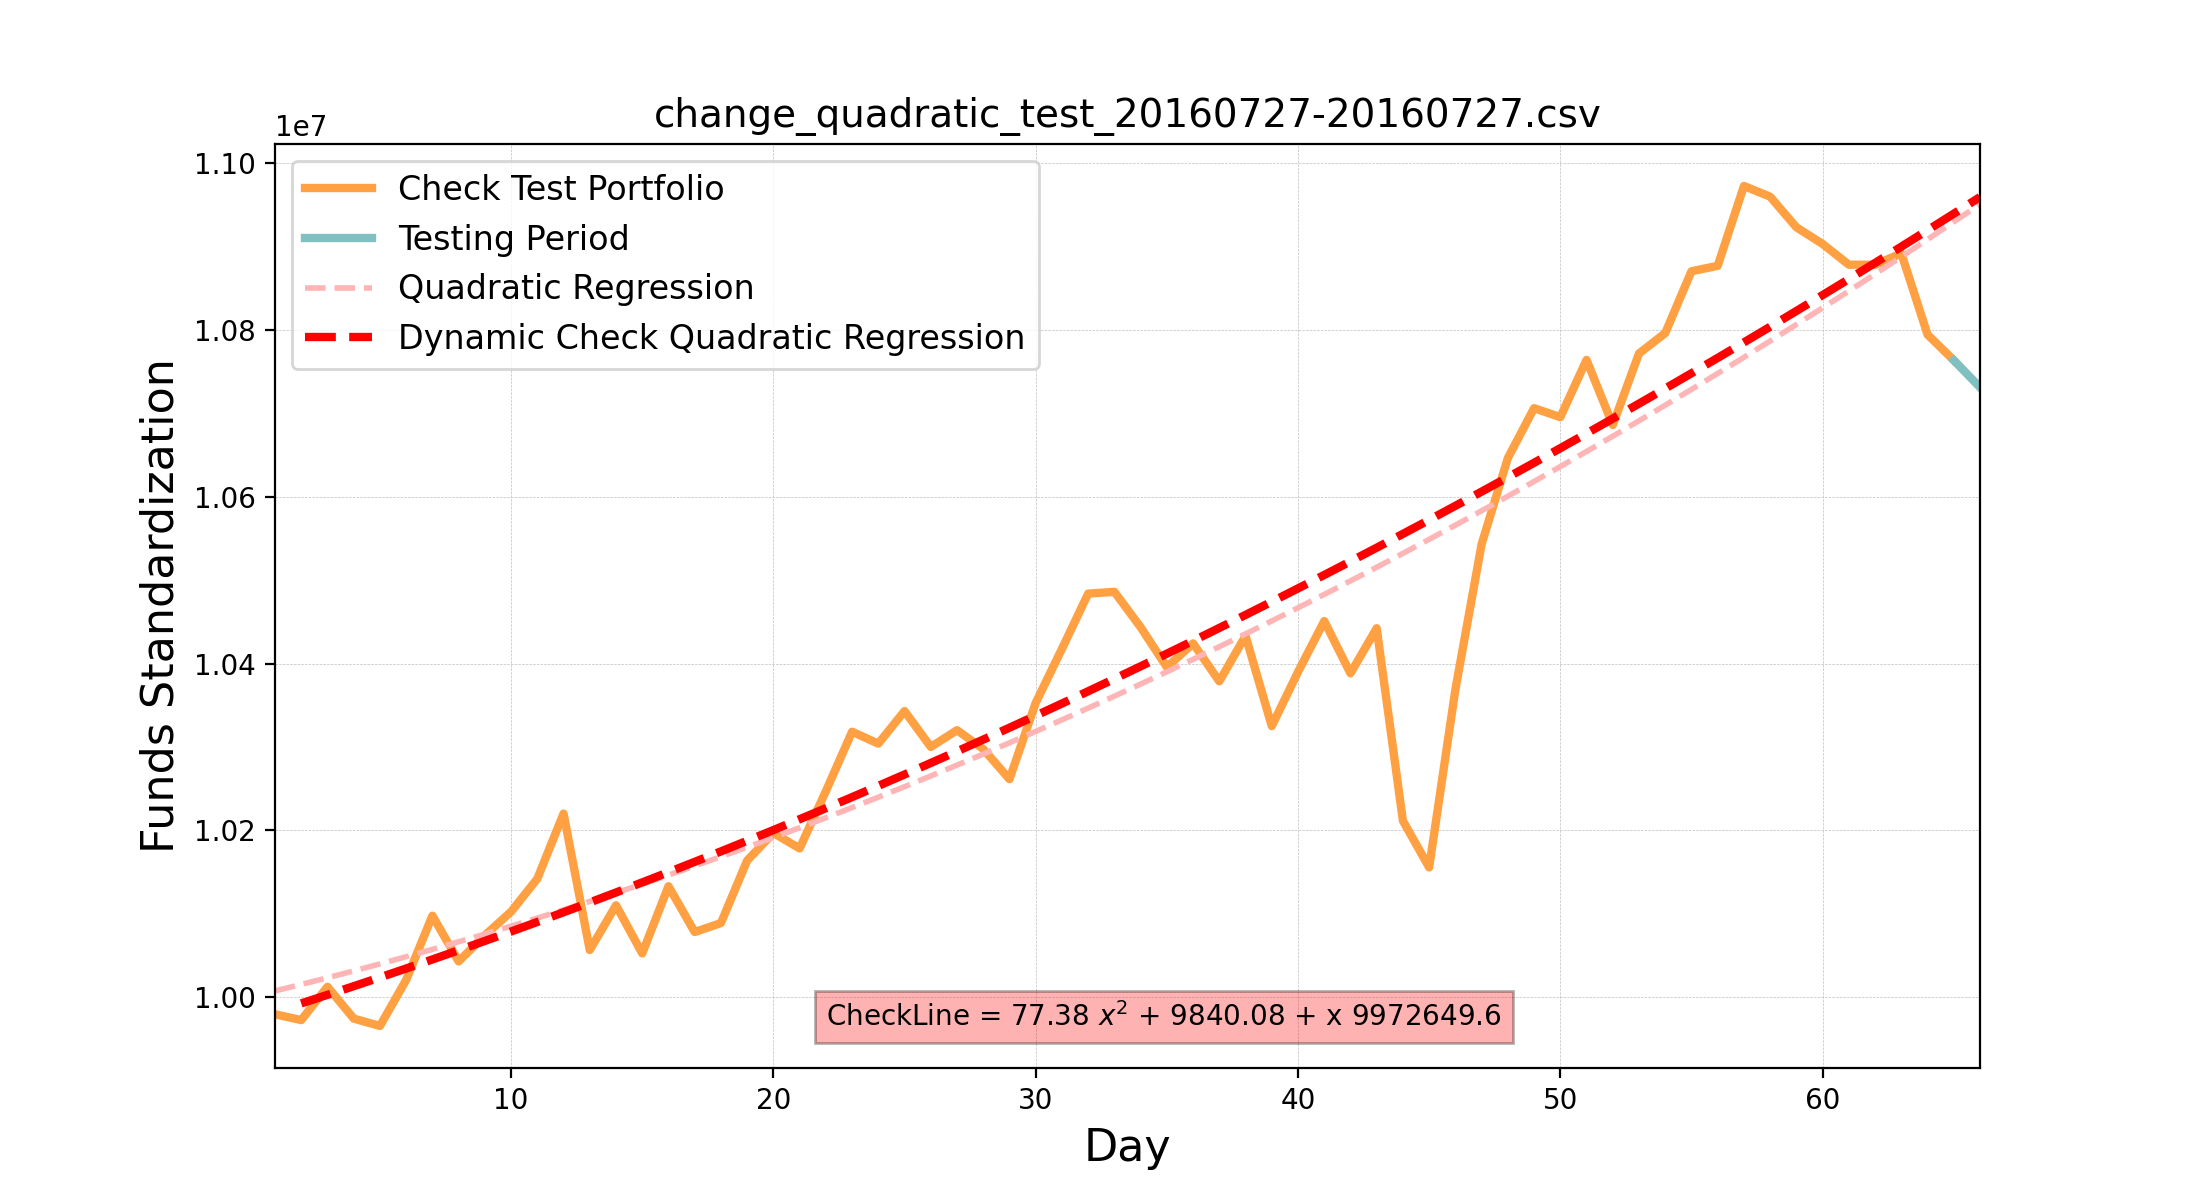 change_quadratic_test_20160727-20160727.csv
1e7
1.10
1.08
1.06
1.04
1.02
1.00
Funds Standardization
Check Test Portfolio
Testing Period
Quadratic Regression
Dynamic Check Quadratic Regression
CheckLine = 77.38 x² + 9840.08 + x 9972649.6
10 20 30 40 50 60
Day